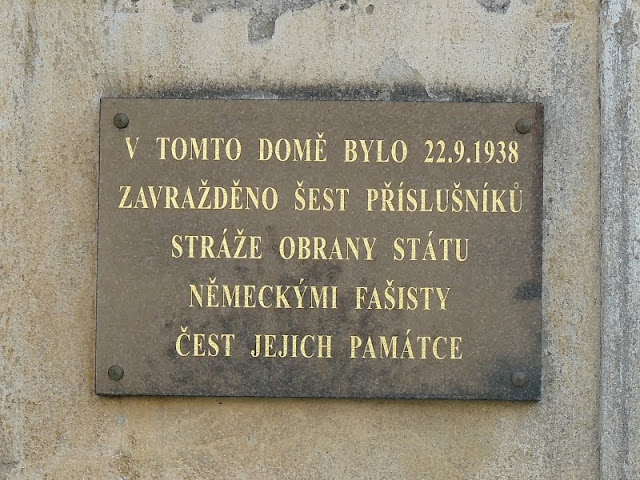 V TOMTO DOMĚ BYLO 22.9.1938
ZAVRAŽDĚNO ŠEST PŘÍSLUŠNÍKŮ
STRÁŽE OBRANY STÁTU
NĚMECKÝMI FAŠISTY
ČEST JEJICH PAMÁTCE